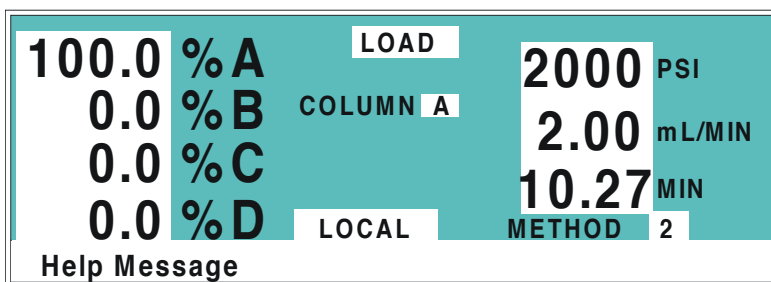 100.0 %A
0.0 %B
0.0 %C
0.0 %D
LOAD
COLUMN A
LOCAL
2000 PSI
2.00 mL/MIN
10.27 MIN
METHOD 2
Help Message